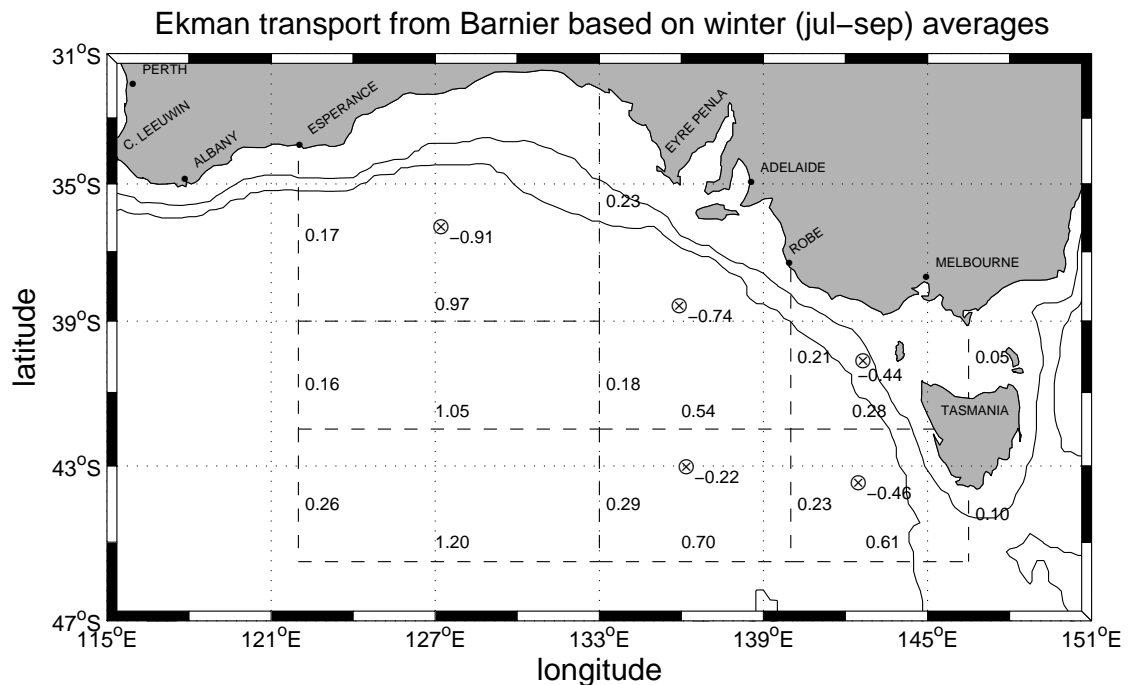 Ekman transport from Barnier based on winter (jul−sep) averages
31°S
PERTH
C. LEEUWIN
ALBANY
ESPERANCE
EYRE PENLA
ADELAIDE
35°S
0.23
0.17
−0.91
ROBE
MELBOURNE
0.97
−0.74
39°S
latitude
0.21
−0.44
0.05
0.16
0.18
1.05
0.54
0.28
TASMANIA
43°S
−0.22
−0.46
0.26
0.29
0.23
0.10
1.20
0.70
0.61
47°S
115°E
121°E
127°E
133°E
139°E
145°E
151°E
longitude